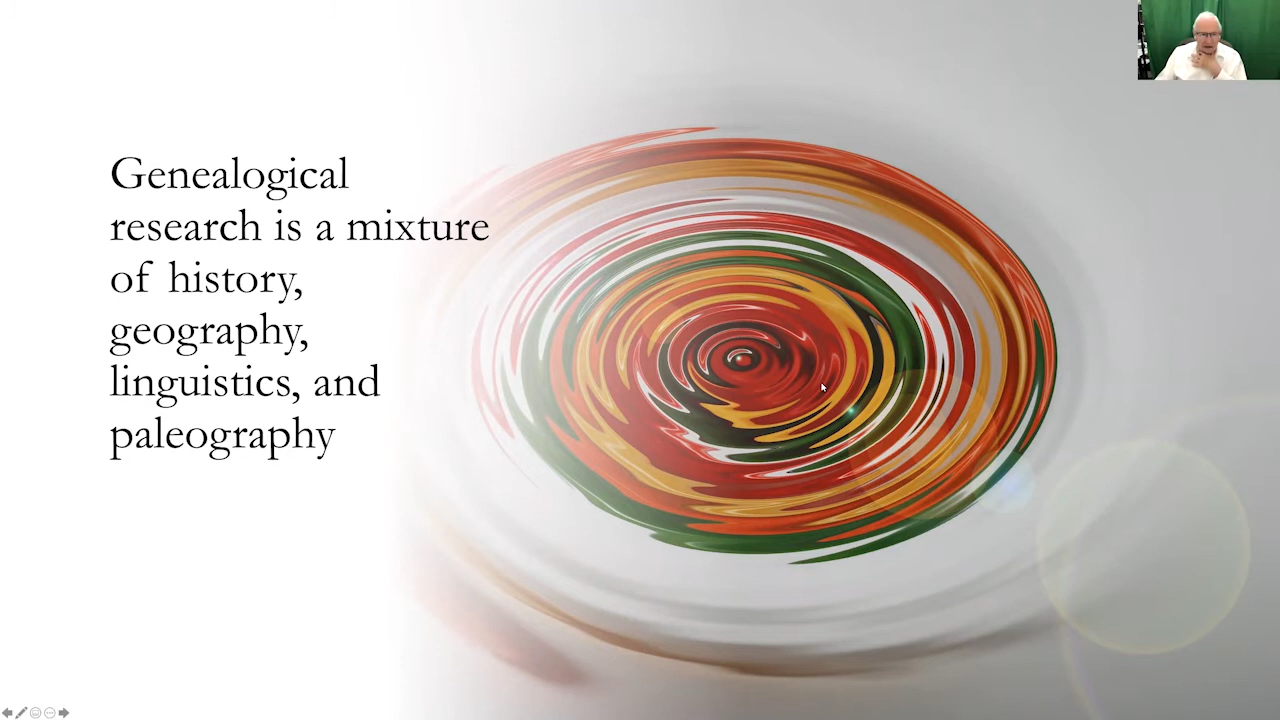 Genealogical
research is a mixture
of history,
geography,
linguistics, and
paleography